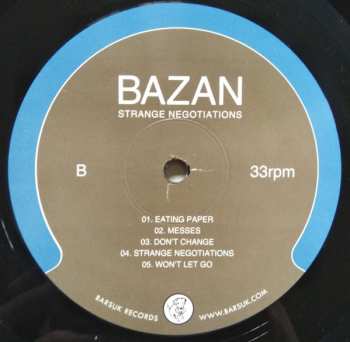 BAZAN
STRANGE NEGOTIATIONS
B
33rpm
01. EATING PAPER
02. MESSES
03. DON'T CHANGE
04. STRANGE NEGOTIATIONS
05. WON'T LET GO
BARSUK RECORDS
WWW.BARSUK.COM